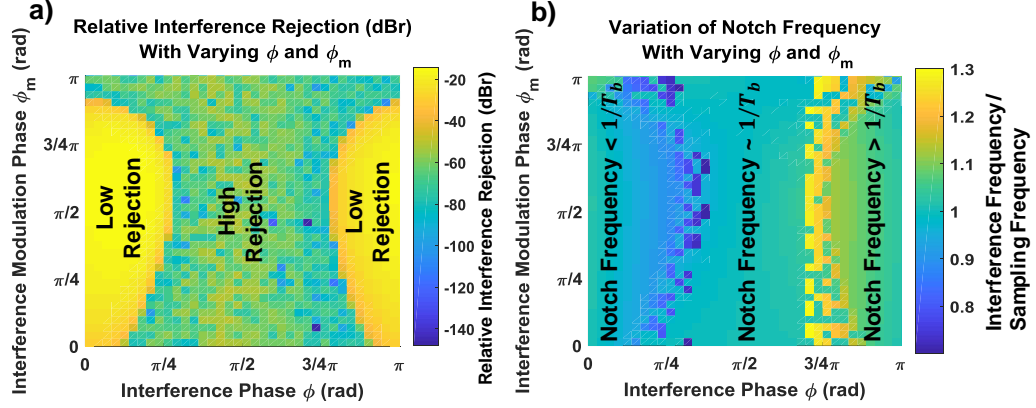 a)
Relative Interference Rejection (dBr)
With Varying ϕ and ϕm
Interference Modulation Phase ϕm (rad)
π
3/4π
π/2
π/4
0
Low
Rejection
High
Rejection
Low
Rejection
0
π/4
π/2
3/4π
π
Interference Phase ϕ (rad)
-20
-40
-60
-80
-100
-120
-140
Relative Interference Rejection (dBr)
b)
Variation of Notch Frequency
With Varying ϕ and ϕm
Interference Modulation Phase ϕm (rad)
π
3/4π
π/2
π/4
0
Notch Frequency < 1/Tb
Notch Frequency ~ 1/Tb
Notch Frequency > 1/Tb
0
π/4
π/2
3/4π
π
Interference Phase ϕ (rad)
1.3
1.2
1.1
1
0.9
0.8
Interference Frequency/
Sampling Frequency